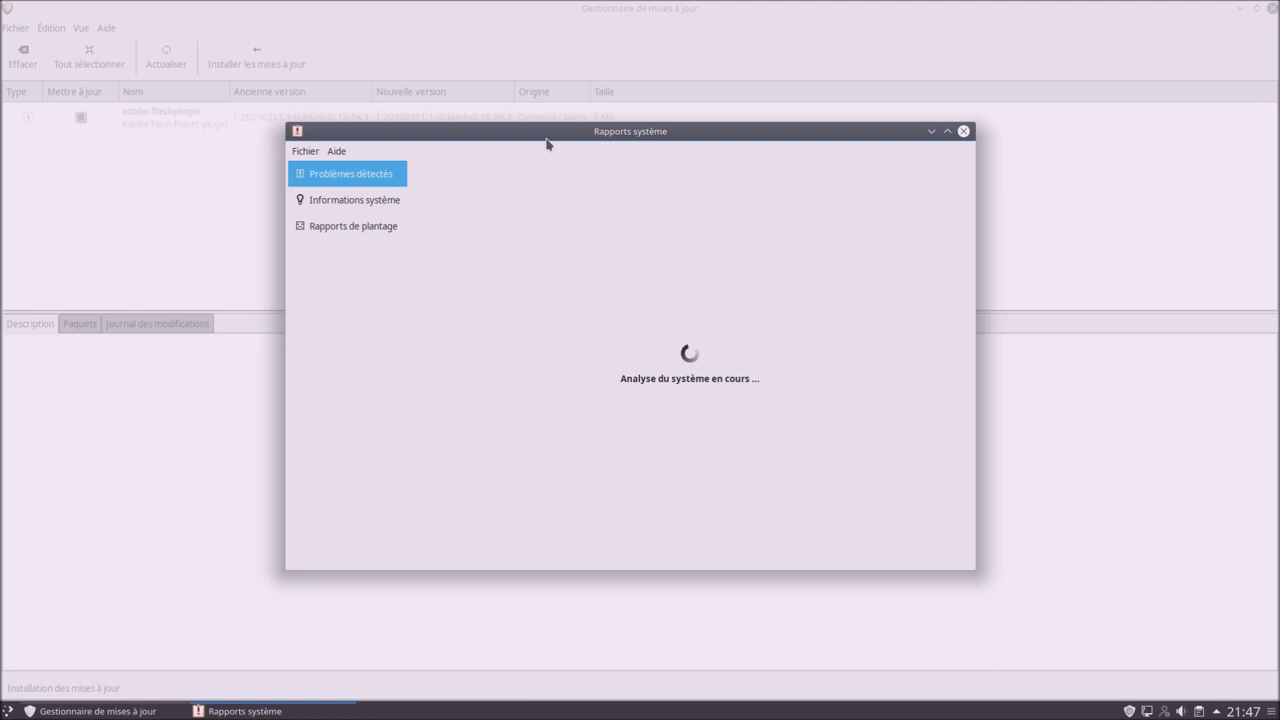 Gestionnaire de mises à jour
Fichier Édition Vue Aide
Effacer Tout sélectionner Actualiser Installer les mises à jour
Type Mettre à jour Nom Ancienne version Nouvelle version Origine Taille
adobe-flashplugin
Adobe Flash Player plugin
Rapports système
Fichier Aide
Problèmes détectés
Informations système
Rapports de plantage
Analyse du système en cours ...
Description Paquets Journal des modifications
Installation des mises à jour
Gestionnaire de mises à jour Rapports système 21:47